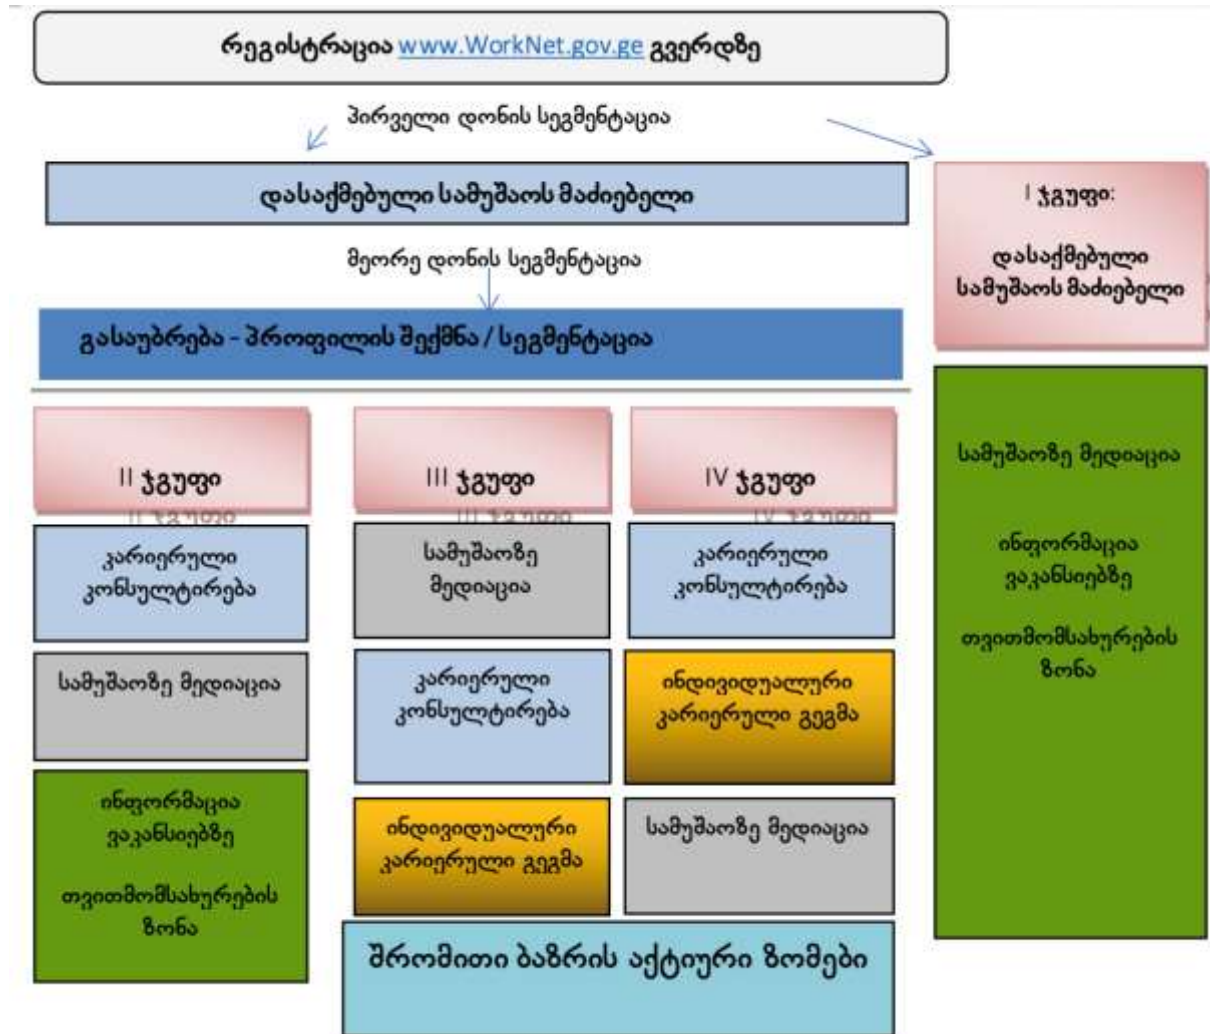 რეგისტრაცია www.WorkNet.gov.ge გვერდზე
პირველი დონის სეგმენტაცია
დასაქმებული სამუშაოს მაძიებელი
I ჯგუფი:
დასაქმებული
სამუშაოს მაძიებელი
მეორე დონის სეგმენტაცია
გასაუბრება - პროფილის შექმნა / სეგმენტაცია
II ჯგუფი
კარიერული
კონსულტირება
სამუშაოზე მედიაცია
ინფორმაცია
ვაკანსიებზე
თვითმომსახურების
ზონა
III ჯგუფი
სამუშაოზე
მედიაცია
კარიერული
კონსულტირება
ინდივიდუალური
კარიერული გეგმა
IV ჯგუფი
კარიერული
კონსულტირება
ინდივიდუალური
კარიერული გეგმა
სამუშაოზე მედიაცია
შრომითი ბაზრის აქტიური ზომები
სამუშაოზე მედიაცია
ინფორმაცია
ვაკანსიებზე
თვითმომსახურების
ზონა